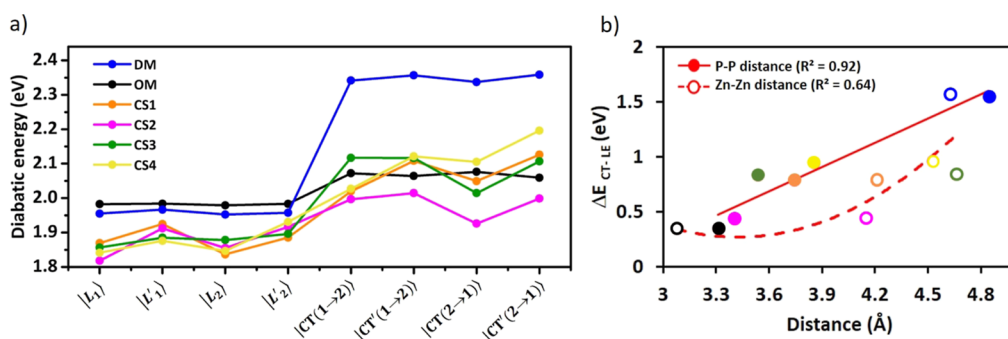 a)
Diabatic energy (eV)
2.4
2.3
2.2
2.1
2.0
1.9
1.8
DM
OM
CS1
CS2
CS3
CS4
|L₁⟩
|L'₁⟩
|L₂⟩
|L'₂⟩
|CT(1→2)⟩
|CT'(1→2)⟩
|CT(2→1)⟩
|CT'(2→1)⟩
b)
ΔE CT- LE (eV)
2
1.5
1
0.5
0
P-P distance (R² = 0.92)
Zn-Zn distance (R² = 0.64)
3
3.3
3.6
3.9
4.2
4.5
4.8
Distance (Å)